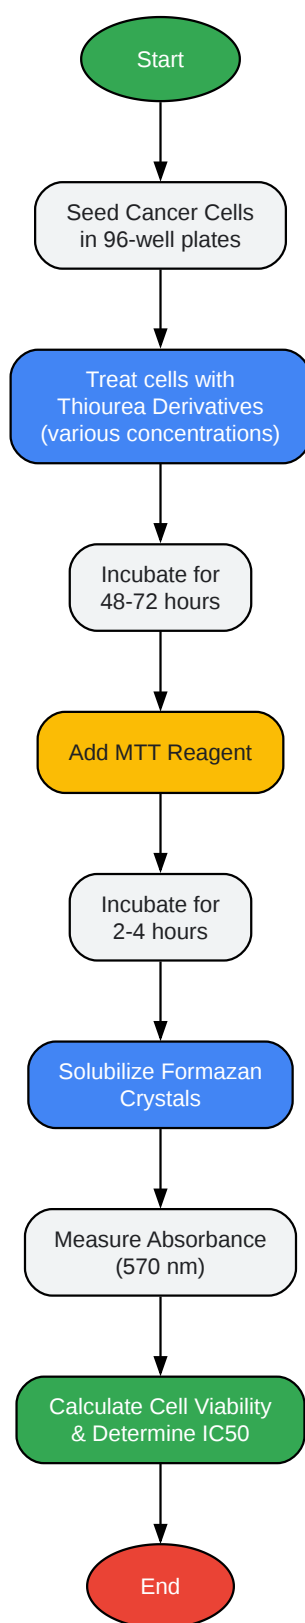 Start
Seed Cancer Cells
in 96-well plates
Treat cells with
Thiourea Derivatives
(various concentrations)
Incubate for
48-72 hours
Add MTT Reagent
Incubate for
2-4 hours
Solubilize Formazan
Crystals
Measure Absorbance
(570 nm)
Calculate Cell Viability
& Determine IC50
End